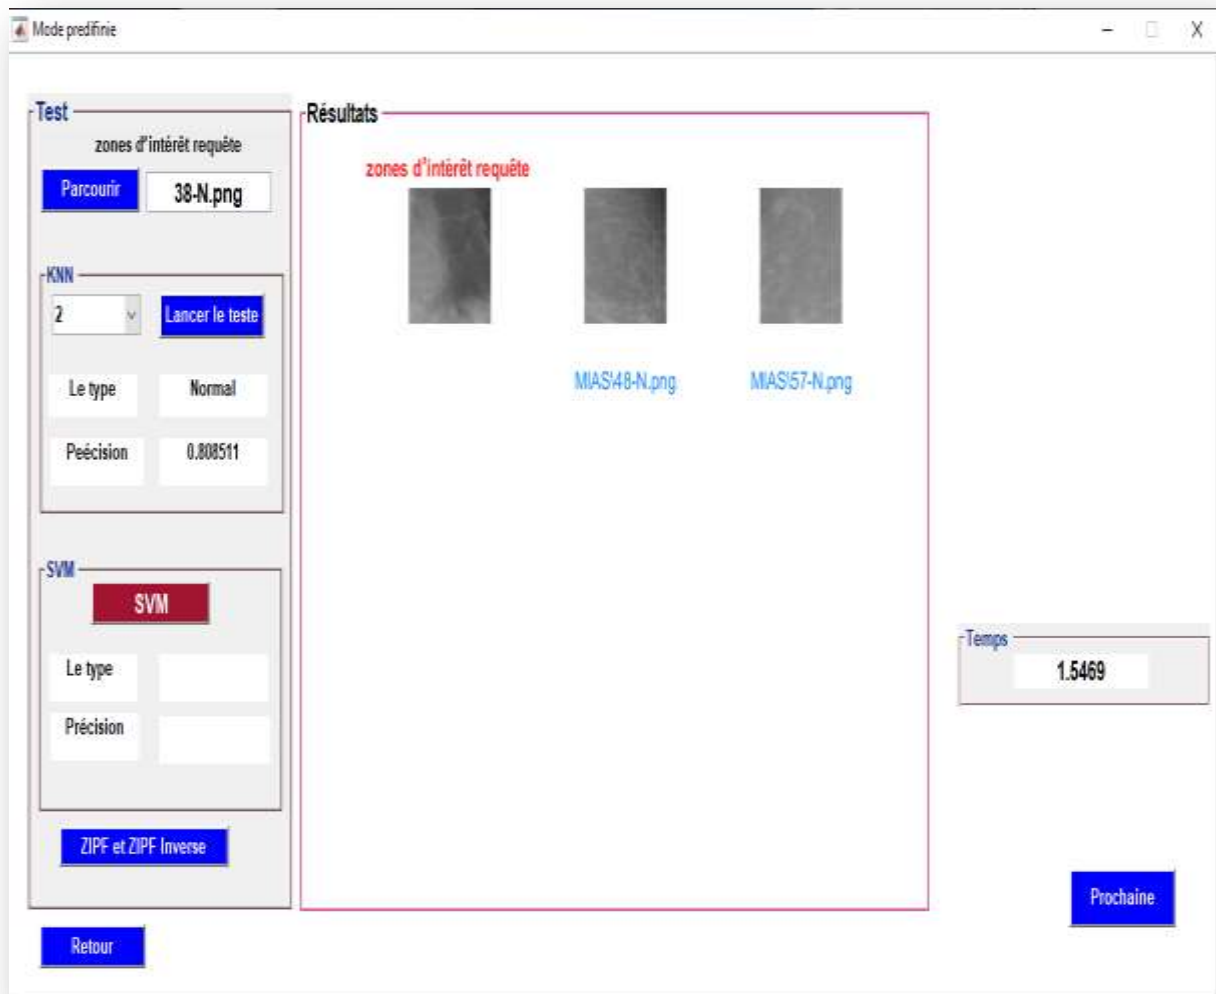 Mode predifinie
Test
zones d'intérêt requête
Parcourir
38-N.png
KNN
2
Lancer le teste
Le type
Normal
Peécision
0.808511
SVM
SVM
Le type
Précision
ZIPF et ZIPF Inverse
Retour
Résultats
zones d'intérêt requête
MIAS\48-N.png
MIAS\57-N.png
Temps
1.5469
Prochaine